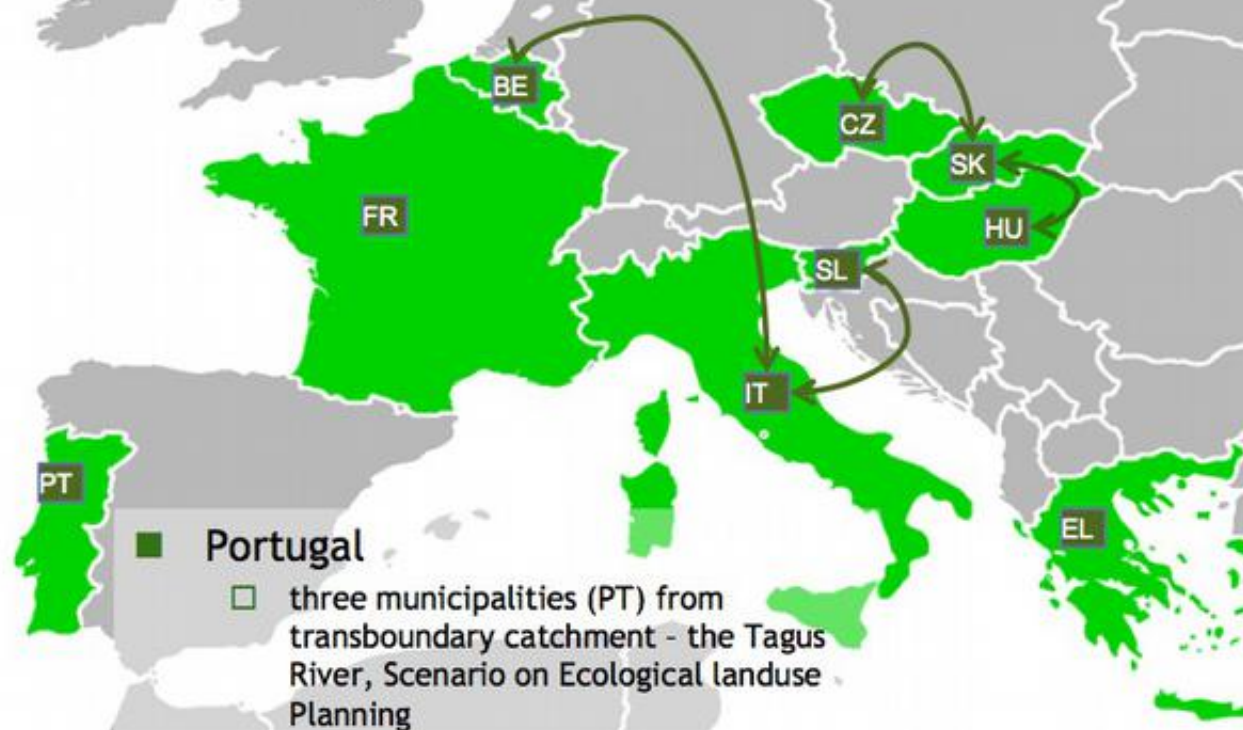 BE
CZ
SK
FR
HU
SL
IT
PT
EL
Portugal
three municipalities (PT) from
transboundary catchment - the Tagus
River, Scenario on Ecological landuse
Planning